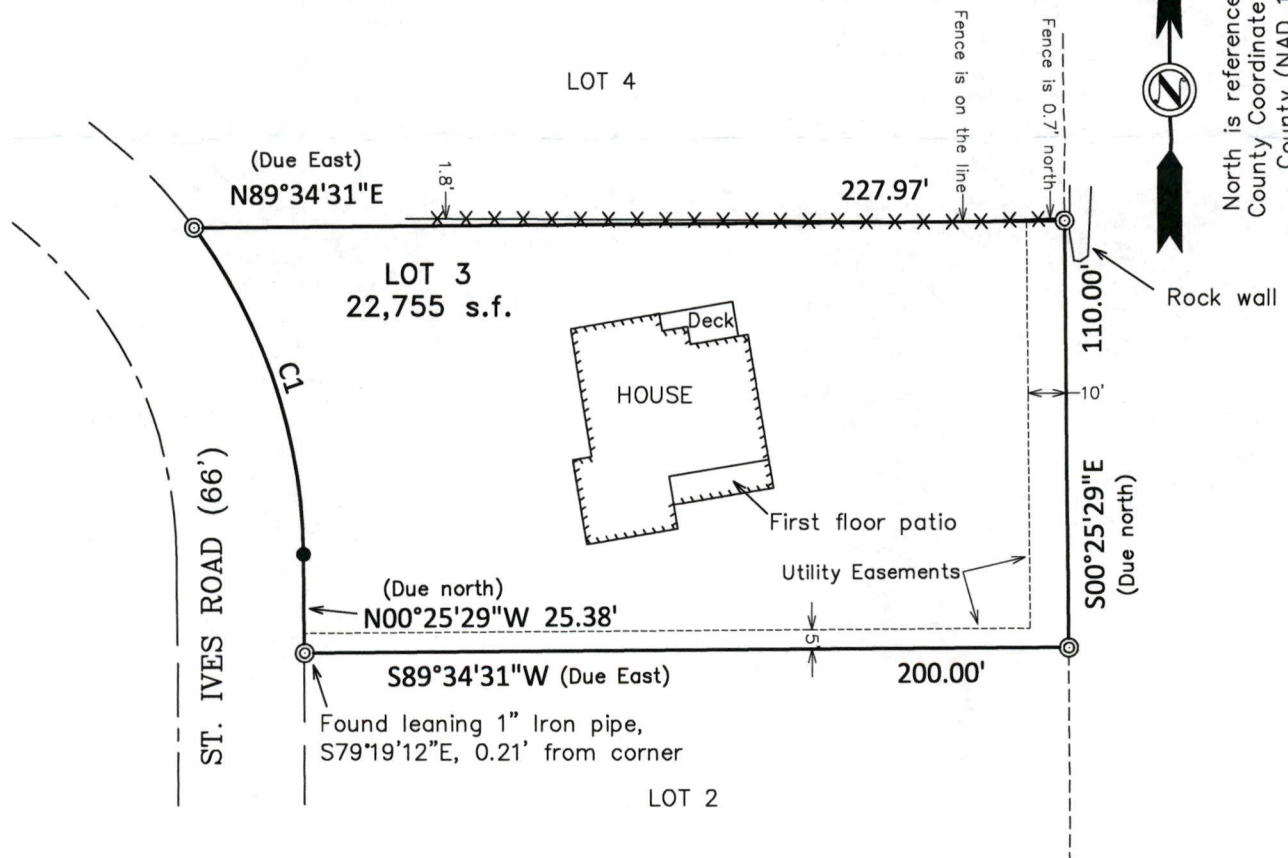 LOT 4
Fence is on the line
Fence is 0.7' north
N
North is reference
County Coordinate
County (NAD 1
(Due East)
N89°34'31"E
1.8'
227.97'
LOT 3
22,755 s.f.
Deck
HOUSE
Rock wall
110.00'
10'
C1
First floor patio
Utility Easements
S00°25'29"E
(Due north)
(Due north)
N00°25'29"W 25.38'
5'
S89°34'31"W (Due East)
200.00'
ST. IVES ROAD (66')
Found leaning 1" Iron pipe,
S79°19'12"E, 0.21' from corner
LOT 2